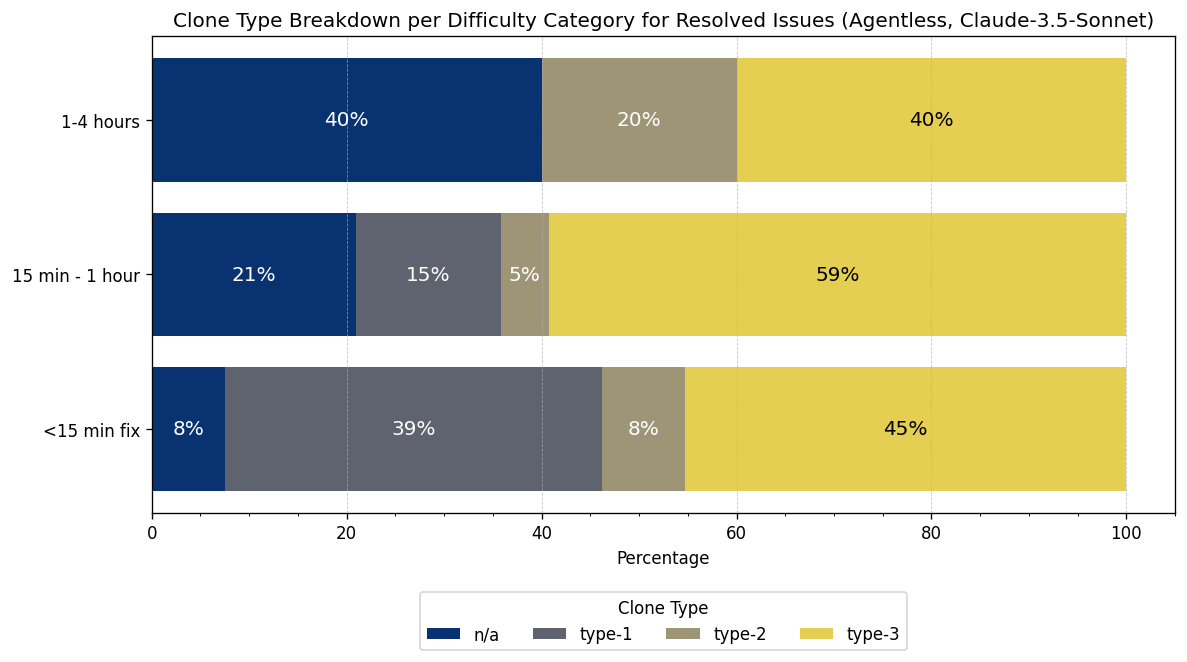 Clone Type Breakdown per Difficulty Category for Resolved Issues (Agentless, Claude-3.5-Sonnet)
1-4 hours
40%
20%
40%
15 min - 1 hour
21%
15%
5%
59%
<15 min fix
8%
39%
8%
45%
0
20
40
60
80
100
Percentage
Clone Type
n/a
type-1
type-2
type-3